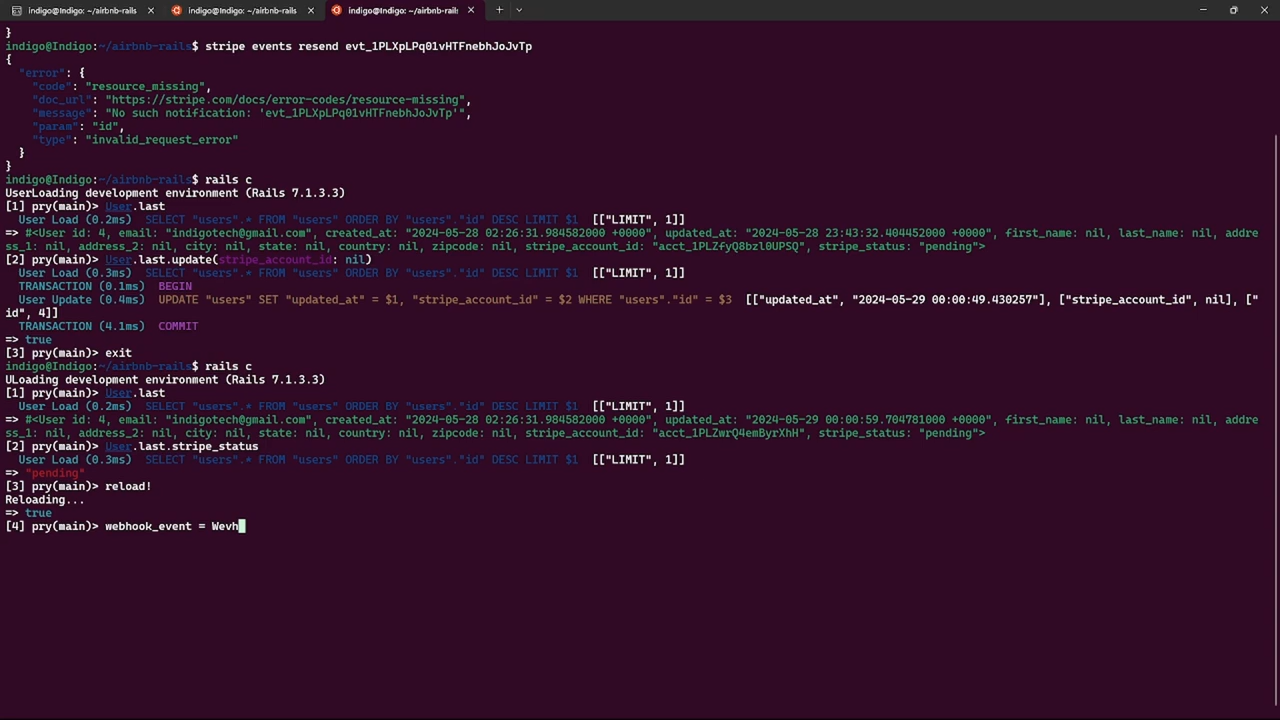 indigo@Indigo: ~/airbnb-rails
indigo@Indigo: ~/airbnb-rails
indigo@Indigo: ~/airbnb-rails
}
indigo@Indigo:~/airbnb-rails$ stripe events resend evt_1PLXpLPq01vHTFnebhJoJvTp
{
  "error": {
    "code": "resource_missing",
    "doc_url": "https://stripe.com/docs/error-codes/resource-missing",
    "message": "No such notification: 'evt_1PLXpLPq01vHTFnebhJoJvTp'",
    "param": "id",
    "type": "invalid_request_error"
  }
}
indigo@Indigo:~/airbnb-rails$ rails c
UserLoading development environment (Rails 7.1.3.3)
[1] pry(main)> User.last
  User Load (0.2ms)  SELECT "users".* FROM "users" ORDER BY "users"."id" DESC LIMIT $1  [["LIMIT", 1]]
=> #<User id: 4, email: "indigotech@gmail.com", created_at: "2024-05-28 02:26:31.984582000 +0000", updated_at: "2024-05-28 23:43:32.404452000 +0000", first_name: nil, last_name: nil, addre
ss_1: nil, address_2: nil, city: nil, state: nil, country: nil, zipcode: nil, stripe_account_id: "acct_1PLZfyQ8bzl0UPSQ", stripe_status: "pending">
[2] pry(main)> User.last.update(stripe_account_id: nil)
  User Load (0.3ms)  SELECT "users".* FROM "users" ORDER BY "users"."id" DESC LIMIT $1  [["LIMIT", 1]]
  TRANSACTION (0.1ms)  BEGIN
  User Update (0.4ms)  UPDATE "users" SET "updated_at" = $1, "stripe_account_id" = $2 WHERE "users"."id" = $3  [["updated_at", "2024-05-29 00:00:49.430257"], ["stripe_account_id", nil], ["
id", 4]]
  TRANSACTION (4.1ms)  COMMIT
=> true
[3] pry(main)> exit
indigo@Indigo:~/airbnb-rails$ rails c
ULoading development environment (Rails 7.1.3.3)
[1] pry(main)> User.last
  User Load (0.2ms)  SELECT "users".* FROM "users" ORDER BY "users"."id" DESC LIMIT $1  [["LIMIT", 1]]
=> #<User id: 4, email: "indigotech@gmail.com", created_at: "2024-05-28 02:26:31.984582000 +0000", updated_at: "2024-05-29 00:00:59.704781000 +0000", first_name: nil, last_name: nil, addre
ss_1: nil, address_2: nil, city: nil, state: nil, country: nil, zipcode: nil, stripe_account_id: "acct_1PLZwrQ4emByrXhH", stripe_status: "pending">
[2] pry(main)> User.last.stripe_status
  User Load (0.3ms)  SELECT "users".* FROM "users" ORDER BY "users"."id" DESC LIMIT $1  [["LIMIT", 1]]
=> "pending"
[3] pry(main)> reload!
Reloading...
=> true
[4] pry(main)> webhook_event = Wevh